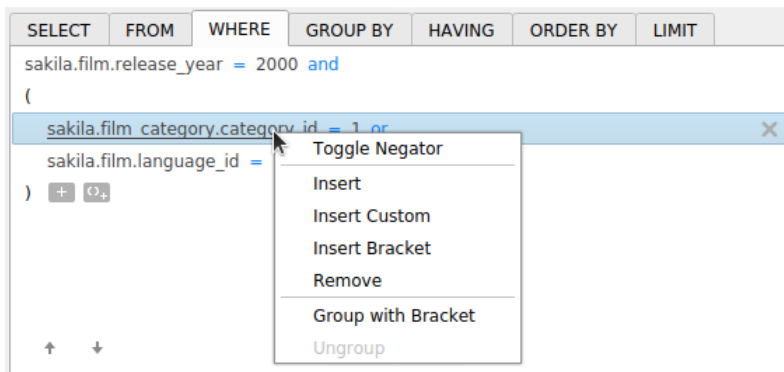 SELECT FROM WHERE GROUP BY HAVING ORDER BY LIMIT
sakila.film.release_year = 2000 and
(
sakila.film_category.category_id = 1 or
sakila.film.language_id =
)
Toggle Negator
Insert
Insert Custom
Insert Bracket
Remove
Group with Bracket
Ungroup